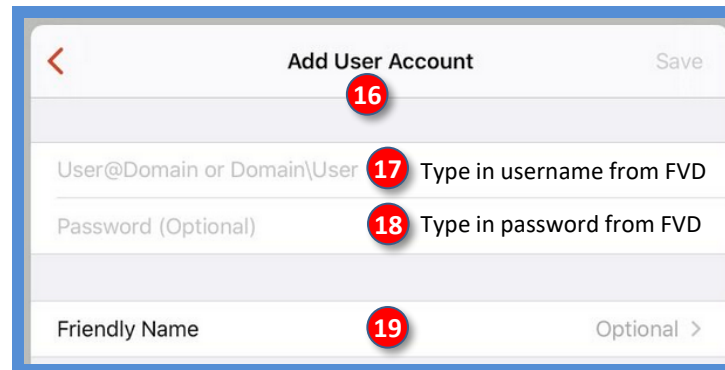 Add User Account Save
16
User@Domain or Domain\User 17 Type in username from FVD
Password (Optional) 18 Type in password from FVD
Friendly Name 19 Optional >